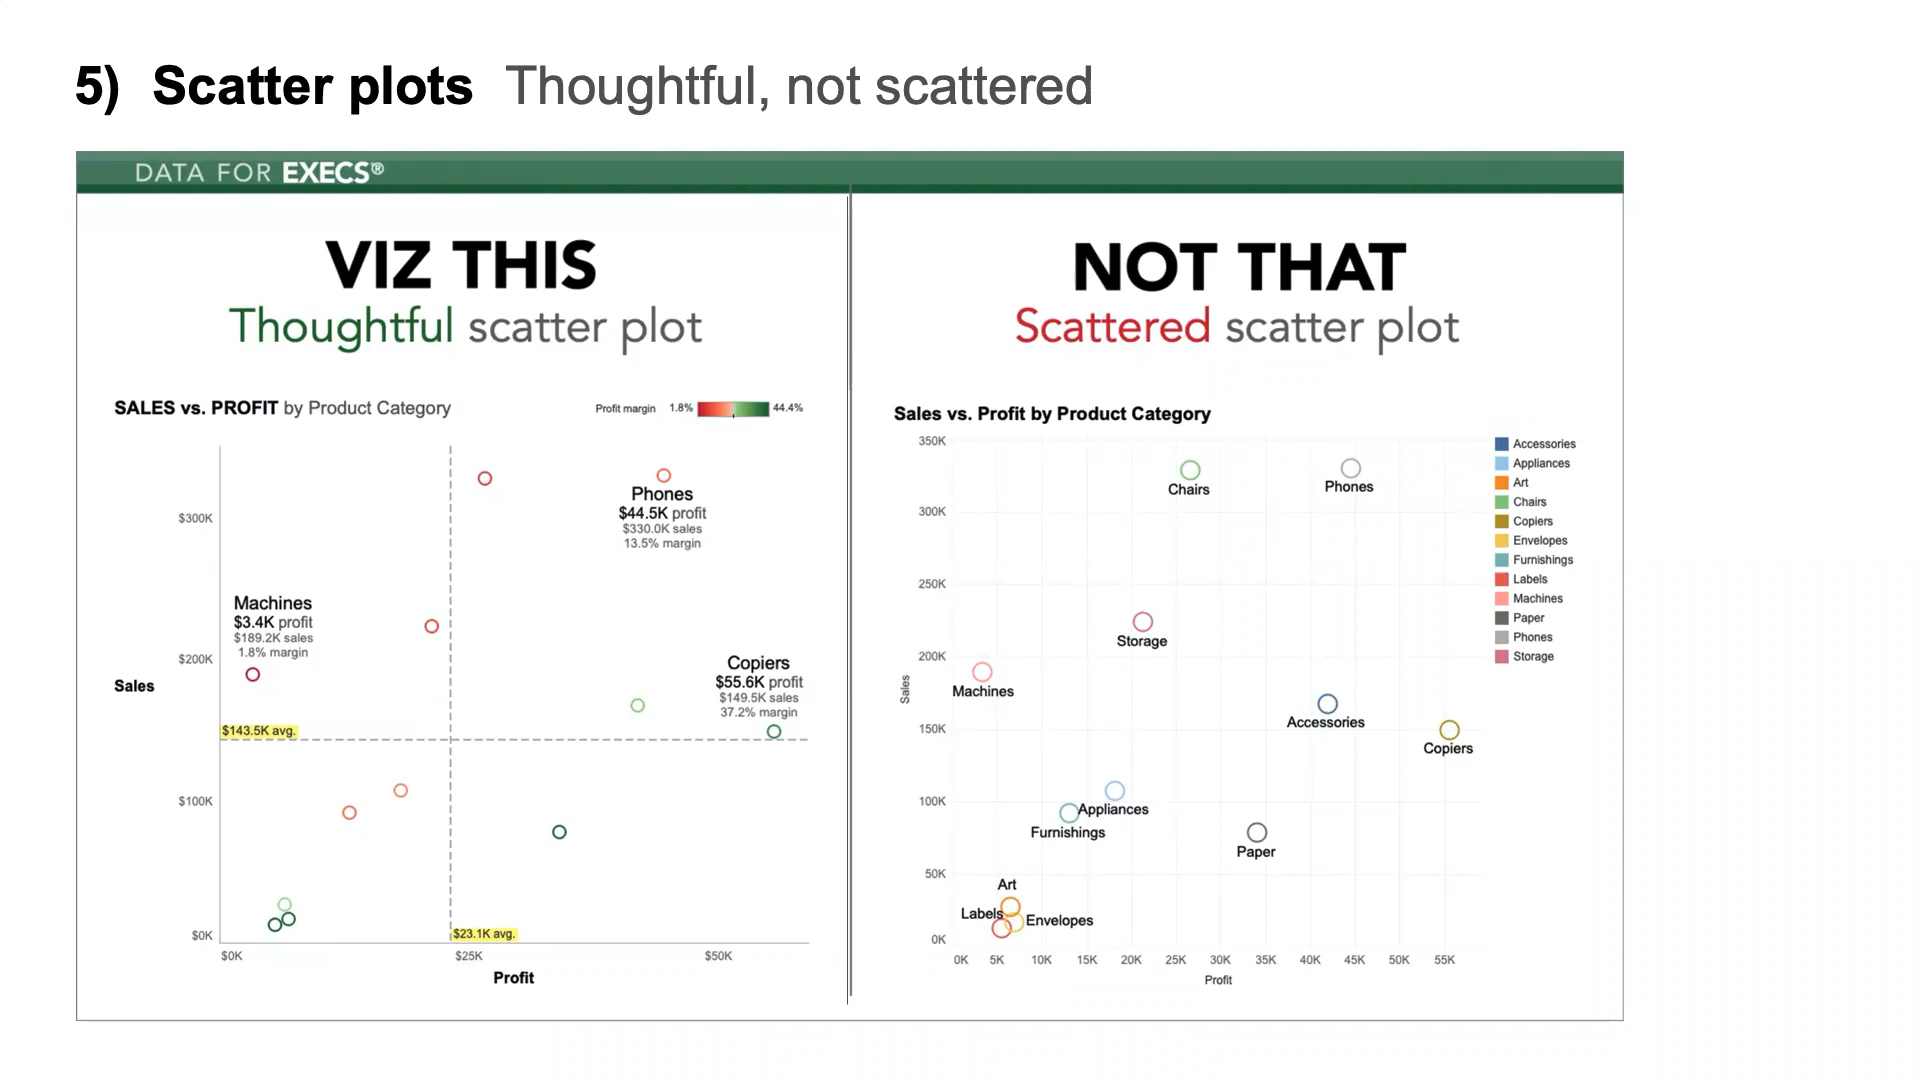 5) Scatter plots Thoughtful, not scattered
DATA FOR EXECS®
VIZ THIS
Thoughtful scatter plot
SALES vs. PROFIT by Product Category
Profit margin 1.8% 44.4%
$300K
$200K
$100K
$0K
Sales
Phones
$44.5K profit
$330.0K sales
13.5% margin
Machines
$3.4K profit
$189.2K sales
1.8% margin
Copiers
$55.6K profit
$149.5K sales
37.2% margin
$143.5K avg.
$23.1K avg.
$0K $25K $50K
Profit
NOT THAT
Scattered scatter plot
Sales vs. Profit by Product Category
350K
300K
250K
200K
150K
100K
50K
0K
Sales
Chairs
Phones
Storage
Machines
Accessories
Copiers
Appliances
Furnishings
Paper
Art
Labels
Envelopes
0K 5K 10K 15K 20K 25K 30K 35K 40K 45K 50K 55K
Profit
Accessories
Appliances
Art
Chairs
Copiers
Envelopes
Furnishings
Labels
Machines
Paper
Phones
Storage